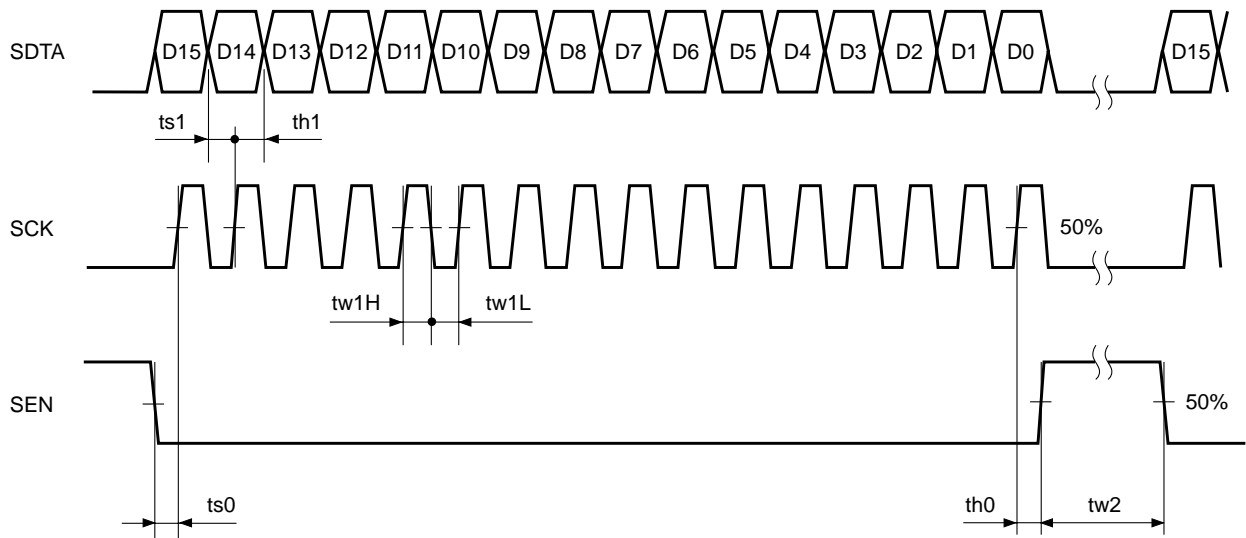 SDTA D15 D14 D13 D12 D11 D10 D9 D8 D7 D6 D5 D4 D3 D2 D1 D0 D15
ts1 th1
SCK 50%
tw1H tw1L
SEN 50%
ts0 th0 tw2